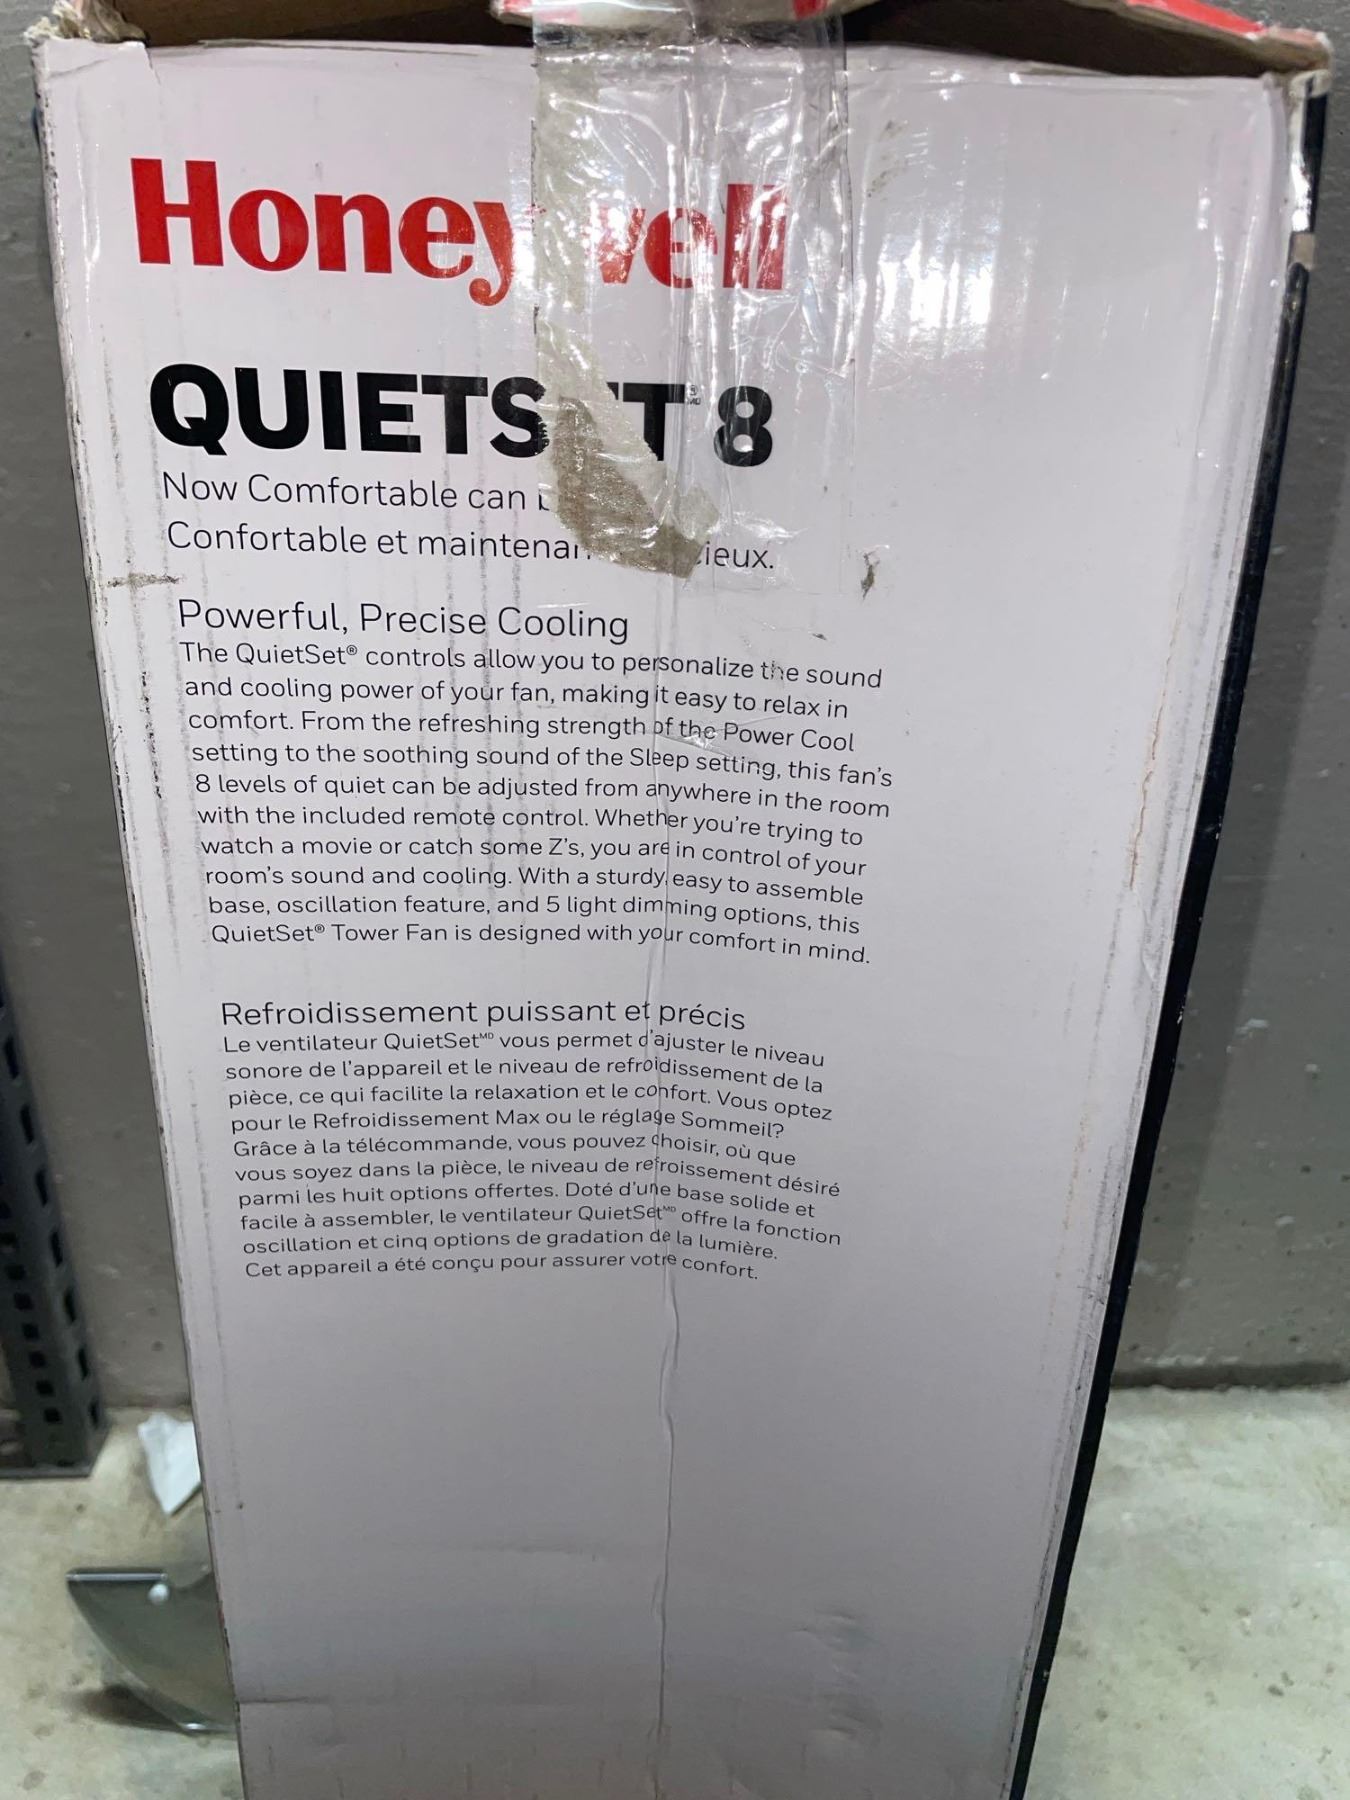 Honeywell
QUIETSET® 8
MD
Now Comfortable can
Confortable et
Powerful, Precise Cooling
The QuietSet® controls allow you to personalize the sound
and cooling power of your fan, making it easy to relax in
comfort. From the refreshing strength of the Power Cool
setting to the soothing sound of the Sleep setting, this fan's
8 levels of quiet can be adjusted from anywhere in the room
with the included remote control. Whether you're trying to
watch a movie or catch some Z's, you are in control of your
room's sound and cooling. With a sturdy, easy to assemble
base, oscillation feature, and 5 light dimming options, this
QuietSet® Tower Fan is designed with your comfort in mind.
Refroidissement puissant et précis
Le ventilateur QuietSetMD vous permet d'ajuster le niveau
sonore de l'appareil et le niveau de refroidissement de la
pièce, ce qui facilite la relaxation et le confort. Vous optez
pour le Refroidissement Max ou le réglage Sommeil?
Grâce à la télécommande, vous pouvez choisir, où que
vous soyez dans la pièce, le niveau de refroissement désiré
parmi les huit options offertes. Doté d'une base solide et
facile à assembler, le ventilateur QuietSetMD offre la fonction
oscillation et cinq options de gradation de la lumière.
Cet appareil a été conçu pour assurer votre confort.